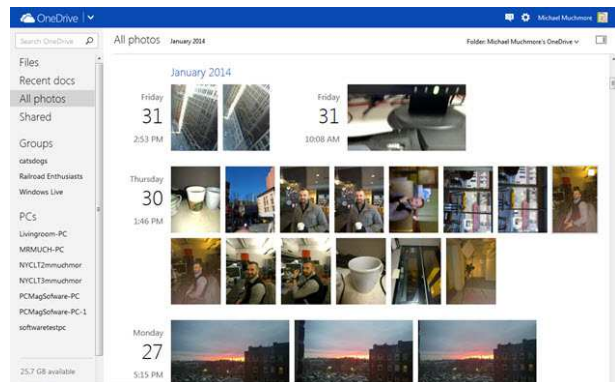 OneDrive
Michael Muchmore
Search OneDrive
All photos January 2014 Folder: Michael Muchmore's OneDrive
Files
Recent docs
All photos
Shared
Groups
catsdogs
Railroad Enthusiasts
Windows Live
PCs
Livingroom-PC
MRMUCH-PC
NYCLT2mmuchmor
NYCLT3mmuchmor
PCMagSofware-PC
PCMagSoftware-PC-1
softwaretestpc
25.7 GB available
January 2014
Friday
31
2:53 PM
Friday
31
10:08 AM
Thursday
30
1:46 PM
Monday
27
5:15 PM